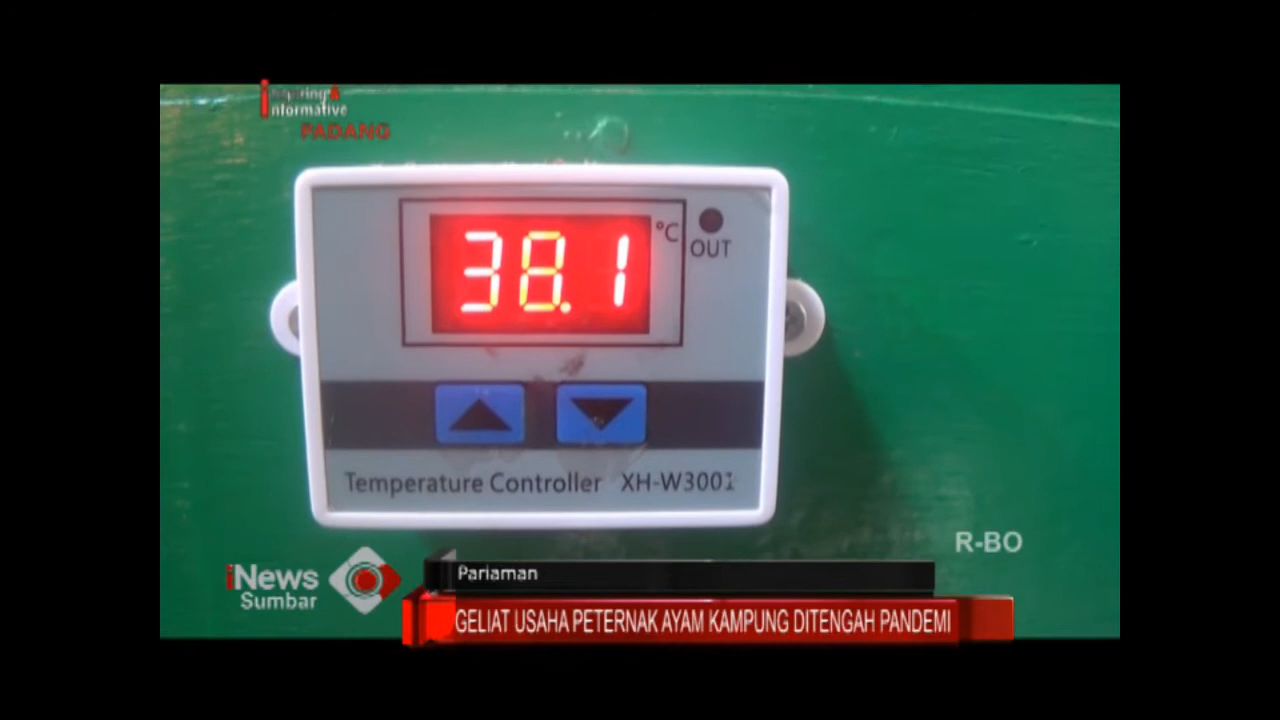 inspiring &
informative
PADANG
38.1
°C
OUT
Temperature Controller XH-W3001
R-BO
iNews
Sumbar
Pariaman
GELIAT USAHA PETERNAK AYAM KAMPUNG DITENGAH PANDEMI